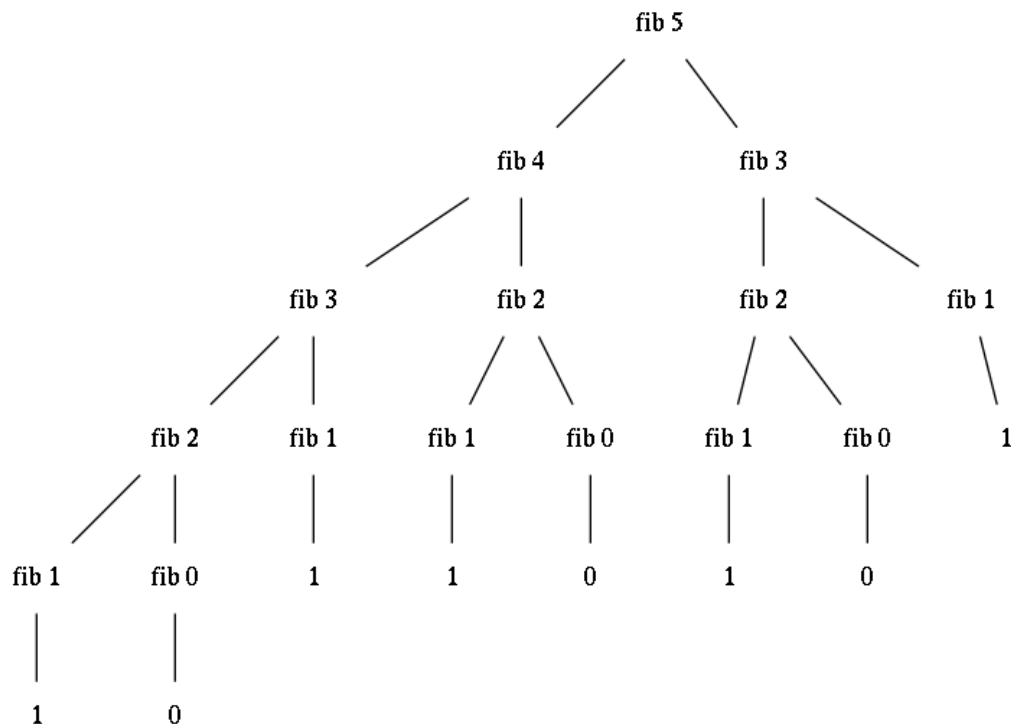 fib 5
fib 4 fib 3
fib 3 fib 2 fib 2 fib 1
fib 2 fib 1 fib 1 fib 0 fib 1 fib 0 1
fib 1 fib 0 1 1 0 1 0
1 0